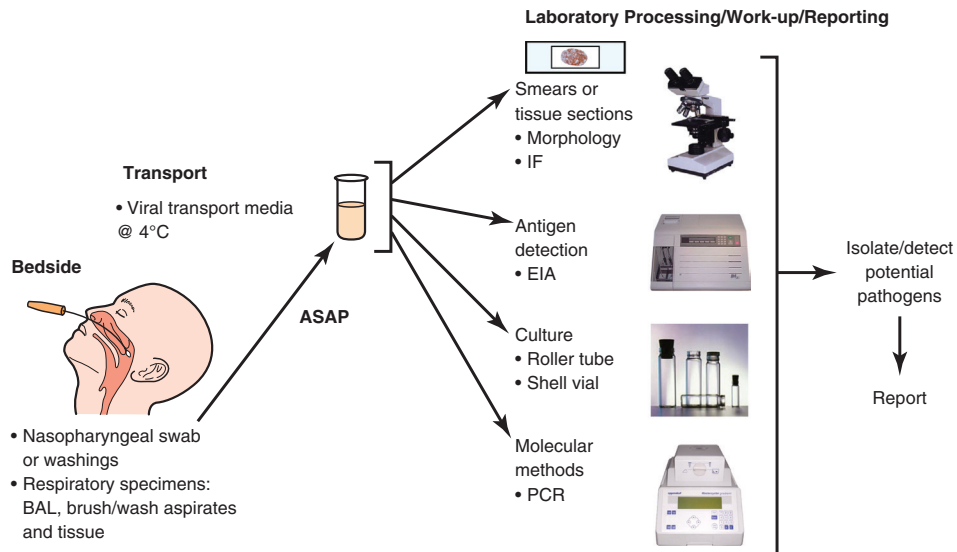 Laboratory Processing/Work-up/Reporting
Smears or
tissue sections
• Morphology
• IF
Transport
• Viral transport media
@ 4°C
Antigen
detection
• EIA
Isolate/detect
potential
pathogens
Bedside
ASAP
Culture
• Roller tube
• Shell vial
Report
• Nasopharyngeal swab
or washings
• Respiratory specimens:
BAL, brush/wash aspirates
and tissue
Molecular
methods
• PCR